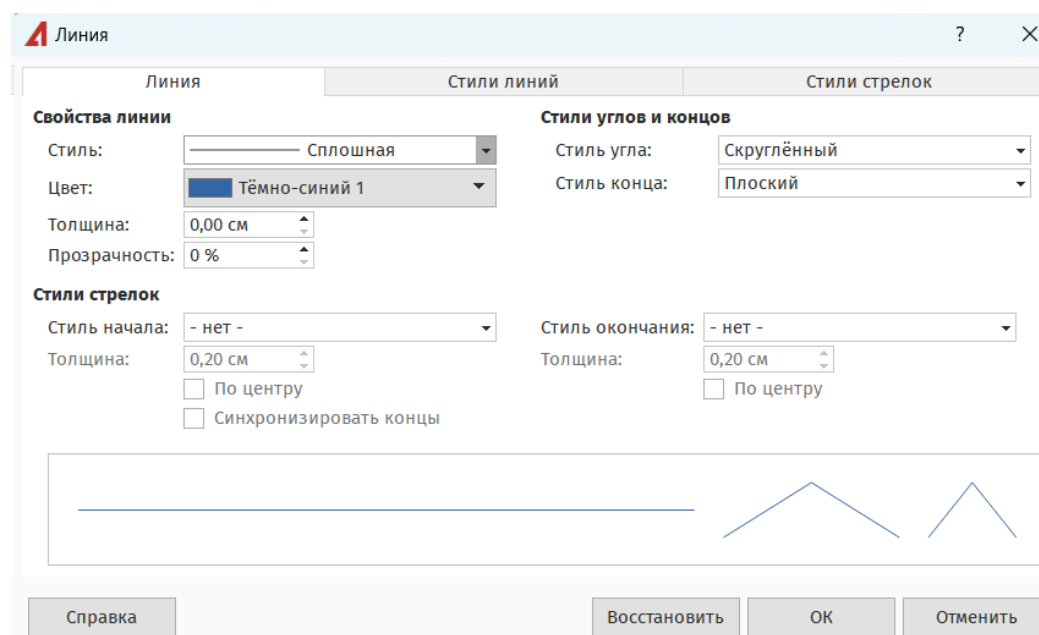 Линия
?
Линия Стили линий Стили стрелок
Свойства линии
Стиль: Сплошная
Цвет: Тёмно-синий 1
Толщина: 0,00 см
Прозрачность: 0 %
Стили углов и концов
Стиль угла: Скруглённый
Стиль конца: Плоский
Стили стрелок
Стиль начала: - нет -
Толщина: 0,20 см
По центру
Синхронизировать концы
Стиль окончания: - нет -
Толщина: 0,20 см
По центру
Справка Восстановить ОК Отменить